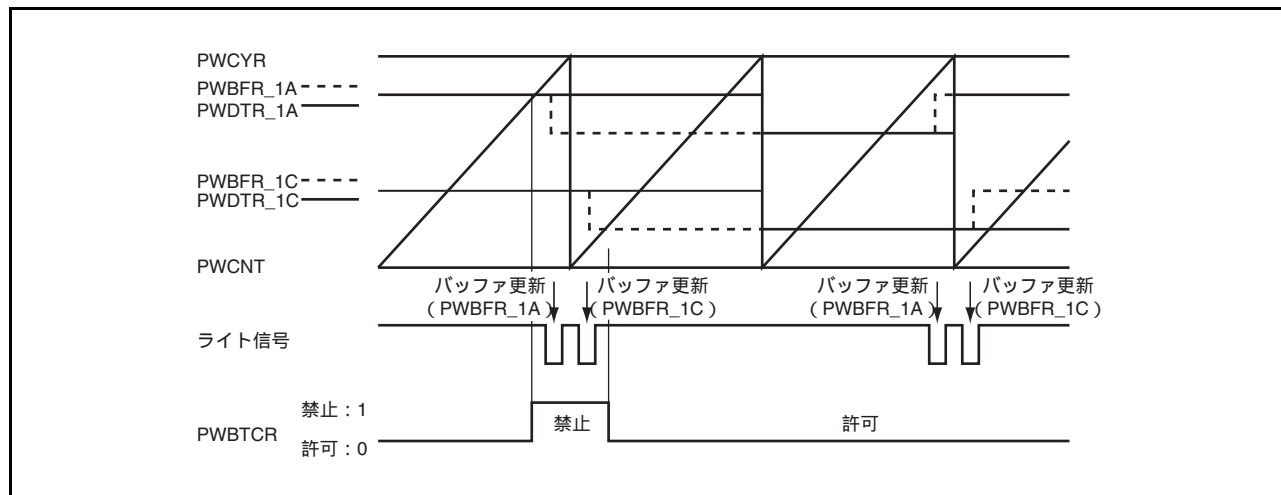 PWCYR
PWBFR_1A
PWDTR_1A
PWBFR_1C
PWDTR_1C
PWCNT
バッファ更新
（PWBFR_1A）
バッファ更新
（PWBFR_1C）
バッファ更新
（PWBFR_1A）
バッファ更新
（PWBFR_1C）
ライト信号
禁止：1
PWBTCR
禁止
許可
許可：0